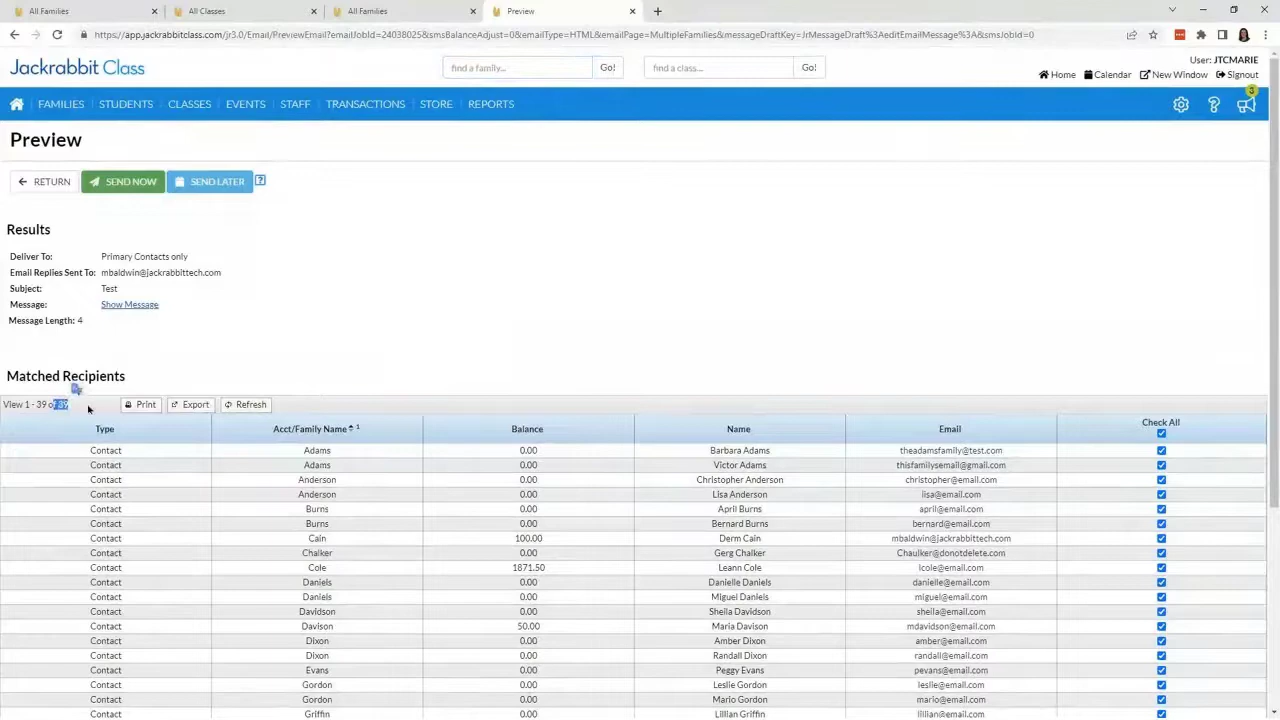 All Families
All Classes
All Families
Preview
https://app.jackrabbitclass.com/jr3.0/Email/PreviewEmail?emailJobId=24038025&smsBalanceAdjust=0&emailType=HTML&emailPage=MultipleFamilies&messageDraftKey=JrMessageDraft%3AeditEmailMessage%3A&smsJobId=0
Jackrabbit Class
find a family...
Go!
find a class...
Go!
User: JTCMARIE
Home
Calendar
New Window
Signout
FAMILIES STUDENTS CLASSES EVENTS STAFF TRANSACTIONS STORE REPORTS
?
3
Preview
RETURN
SEND NOW
SEND LATER
?
Results
Deliver To: Primary Contacts only
Email Replies Sent To: mbaldwin@jackrabbittech.com
Subject: Test
Message: Show Message
Message Length: 4
Matched Recipients
View 1 - 39 of 39
Print
Export
Refresh
Type Acct/Family Name 1 Balance Name Email Check All
Contact Adams 0.00 Barbara Adams theadamsfamily@test.com
Contact Adams 0.00 Victor Adams thisfamilysemail@gmail.com
Contact Anderson 0.00 Christopher Anderson christopher@email.com
Contact Anderson 0.00 Lisa Anderson lisa@email.com
Contact Burns 0.00 April Burns april@email.com
Contact Burns 0.00 Bernard Burns bernard@email.com
Contact Cain 100.00 Derm Cain mbaldwin@jackrabbittech.com
Contact Chalker 0.00 Gerg Chalker Chaulker@donotdelete.com
Contact Cole 1871.50 Leann Cole lcole@email.com
Contact Daniels 0.00 Danielle Daniels danielle@email.com
Contact Daniels 0.00 Miguel Daniels miguel@email.com
Contact Davidson 0.00 Sheila Davidson sheila@email.com
Contact Davison 50.00 Maria Davison mdavidson@email.com
Contact Dixon 0.00 Amber Dixon amber@email.com
Contact Dixon 0.00 Randall Dixon randall@email.com
Contact Evans 0.00 Peggy Evans pevans@email.com
Contact Gordon 0.00 Leslie Gordon leslie@email.com
Contact Gordon 0.00 Mario Gordon mario@email.com
Contact Griffin 0.00 Lillian Griffin lillian@email.com